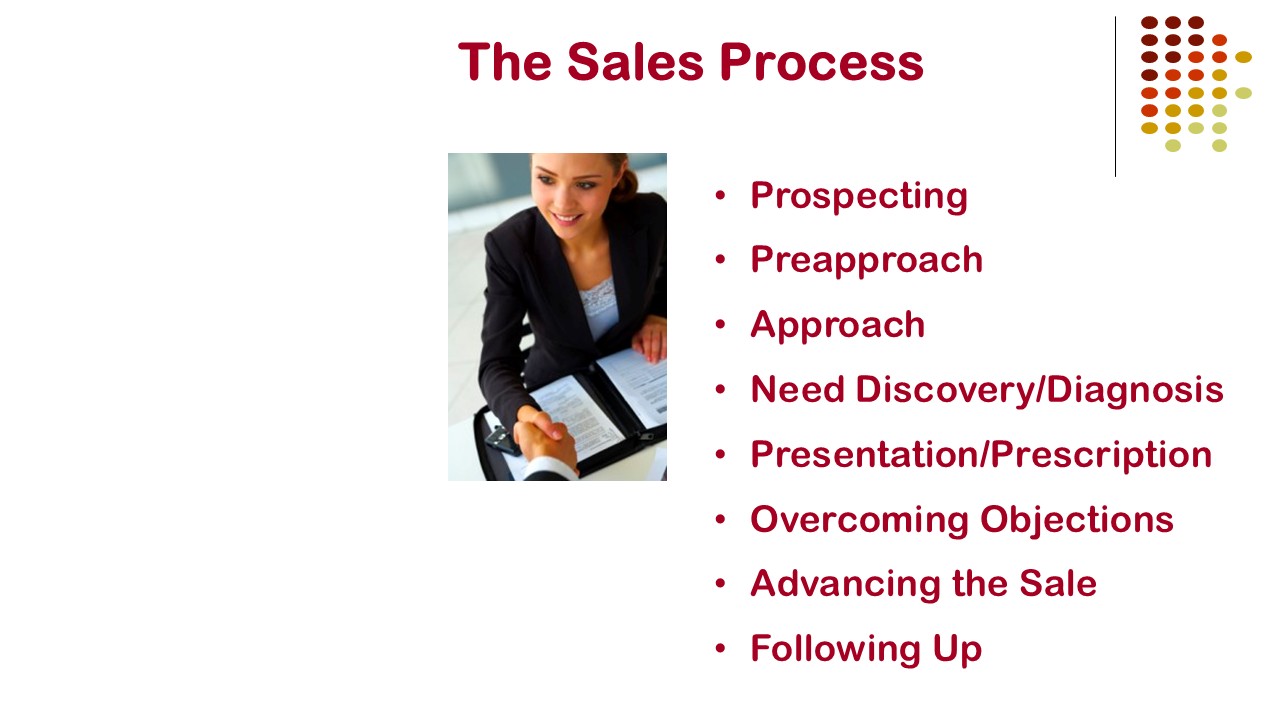 The Sales Process
• Prospecting
• Preapproach
• Approach
• Need Discovery/Diagnosis
• Presentation/Prescription
• Overcoming Objections
• Advancing the Sale
• Following Up